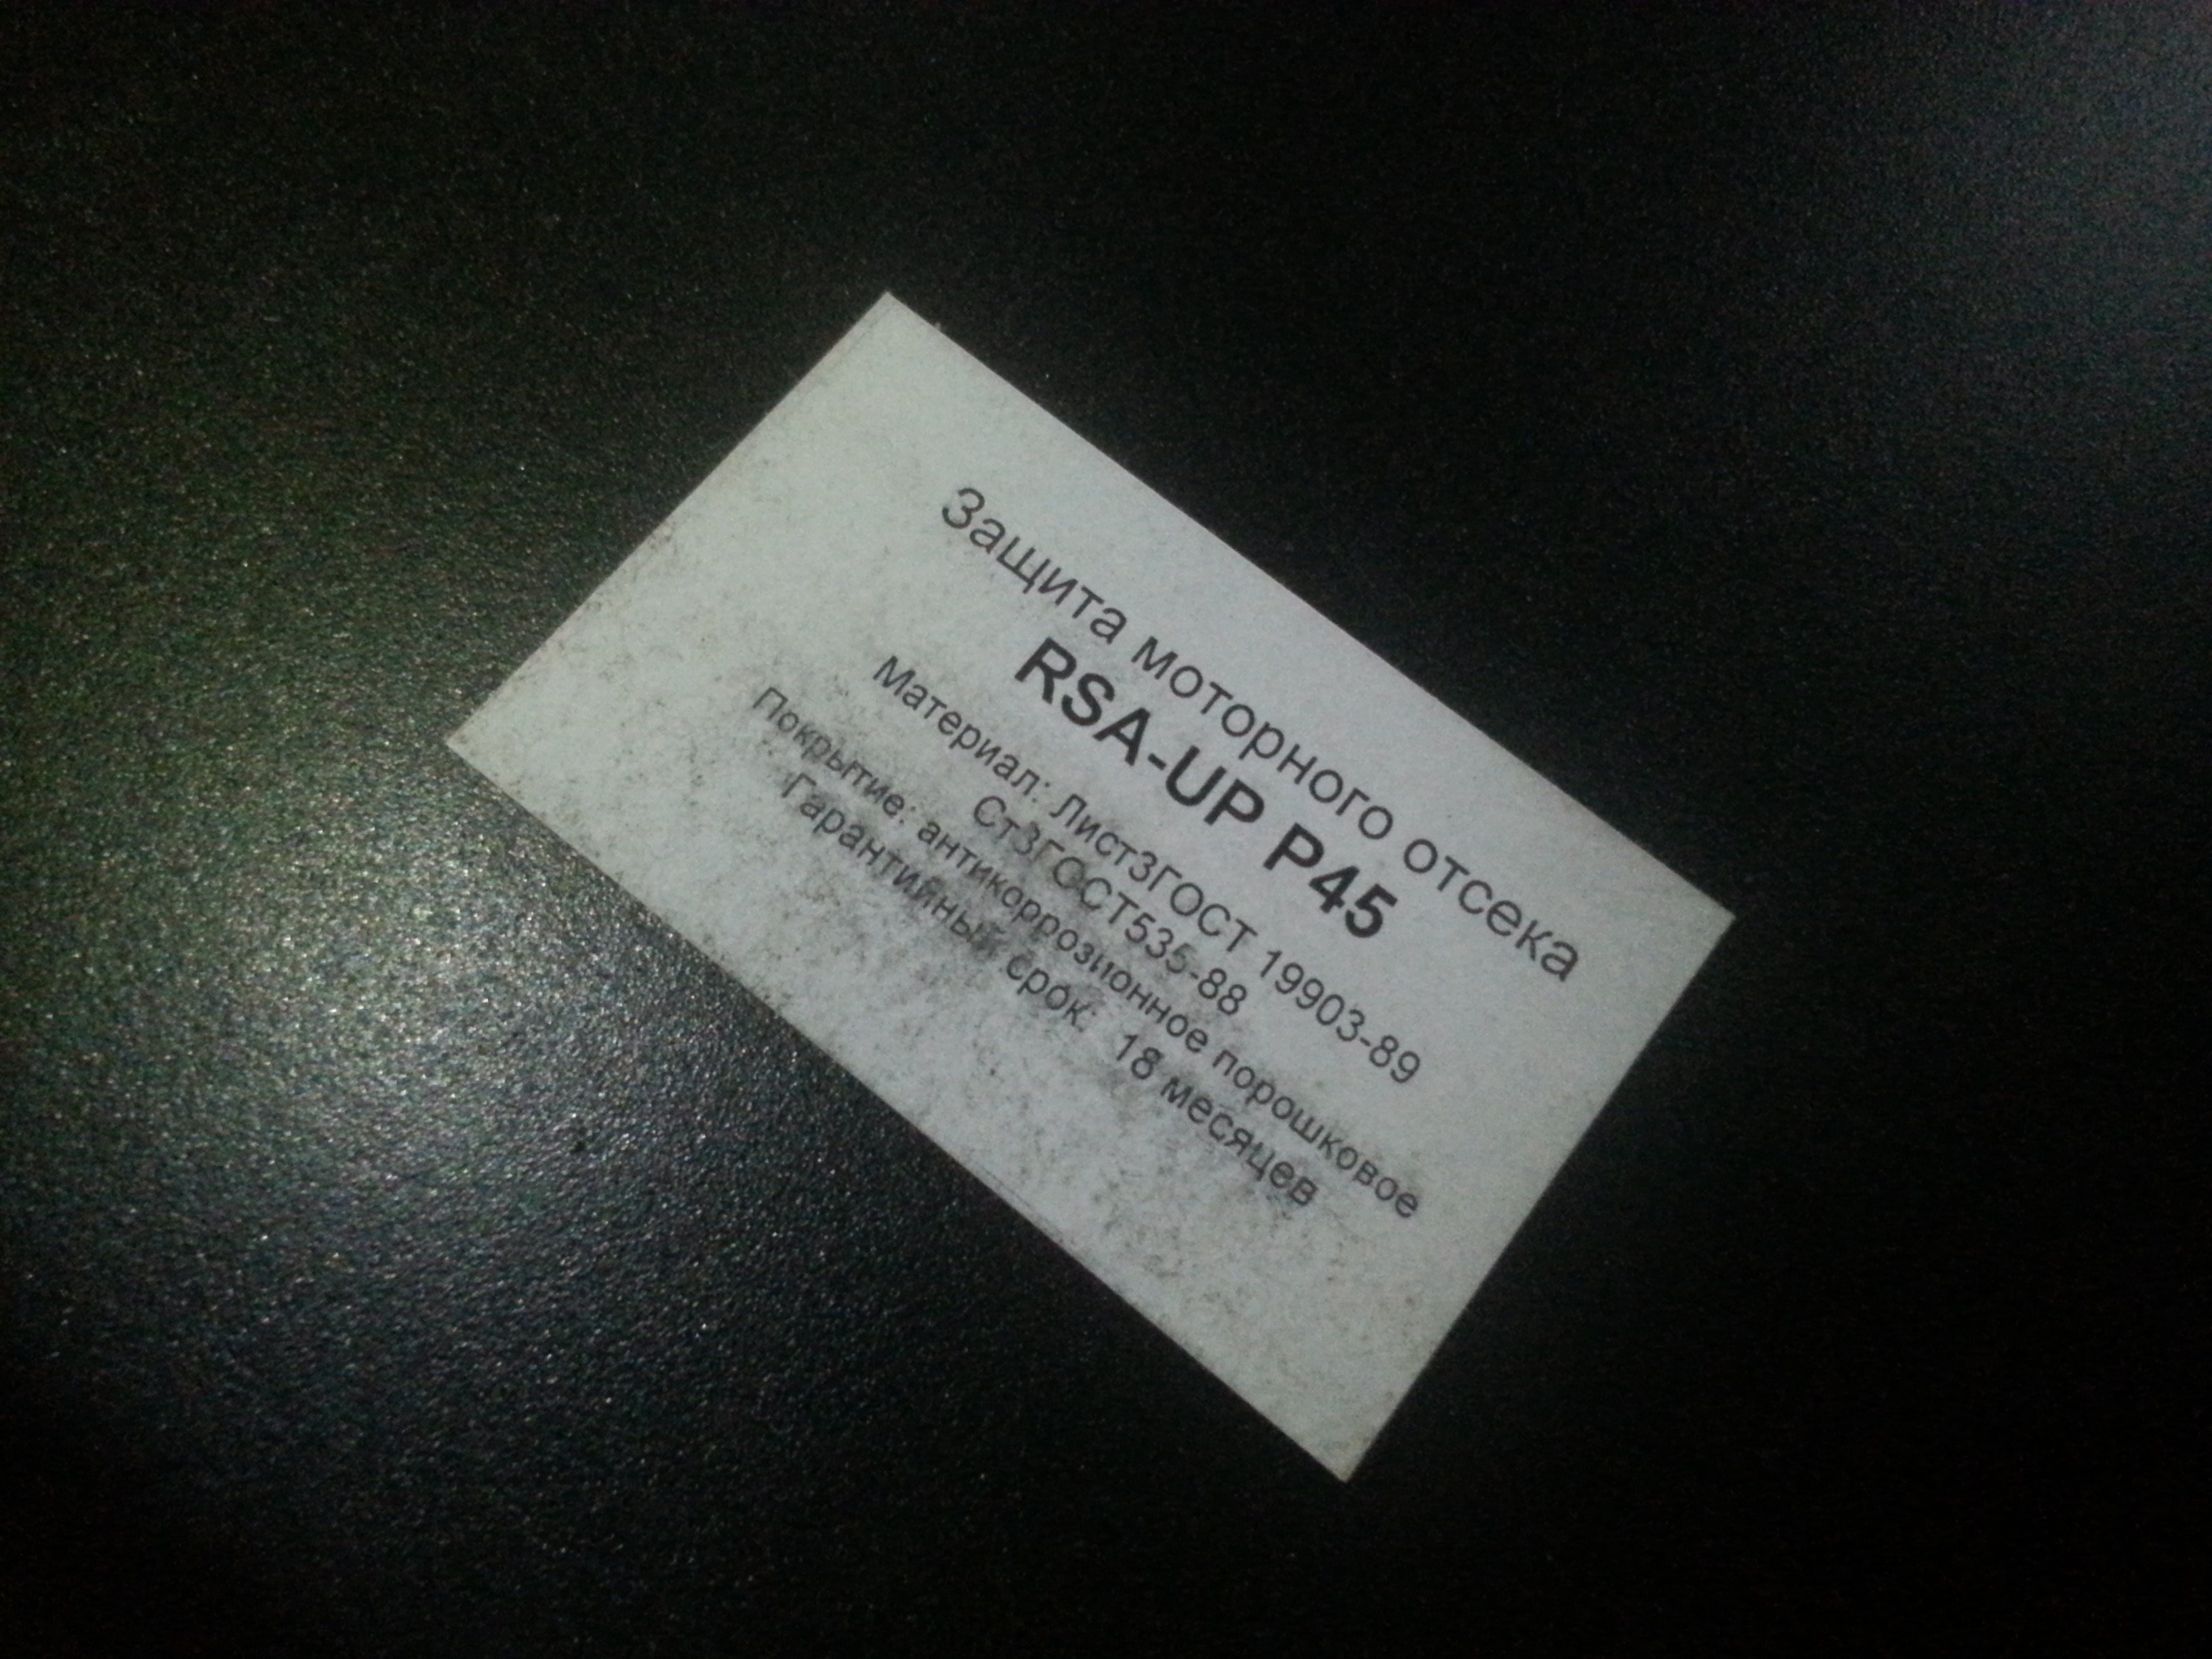 Защита моторного отсека
RSA-UP P45
Материал: Лист3ГОСТ 19903-89
Ст3ГОСТ535-88
Покрытие: антикоррозионное порошковое
Гарантийный срок: 18 месяцев